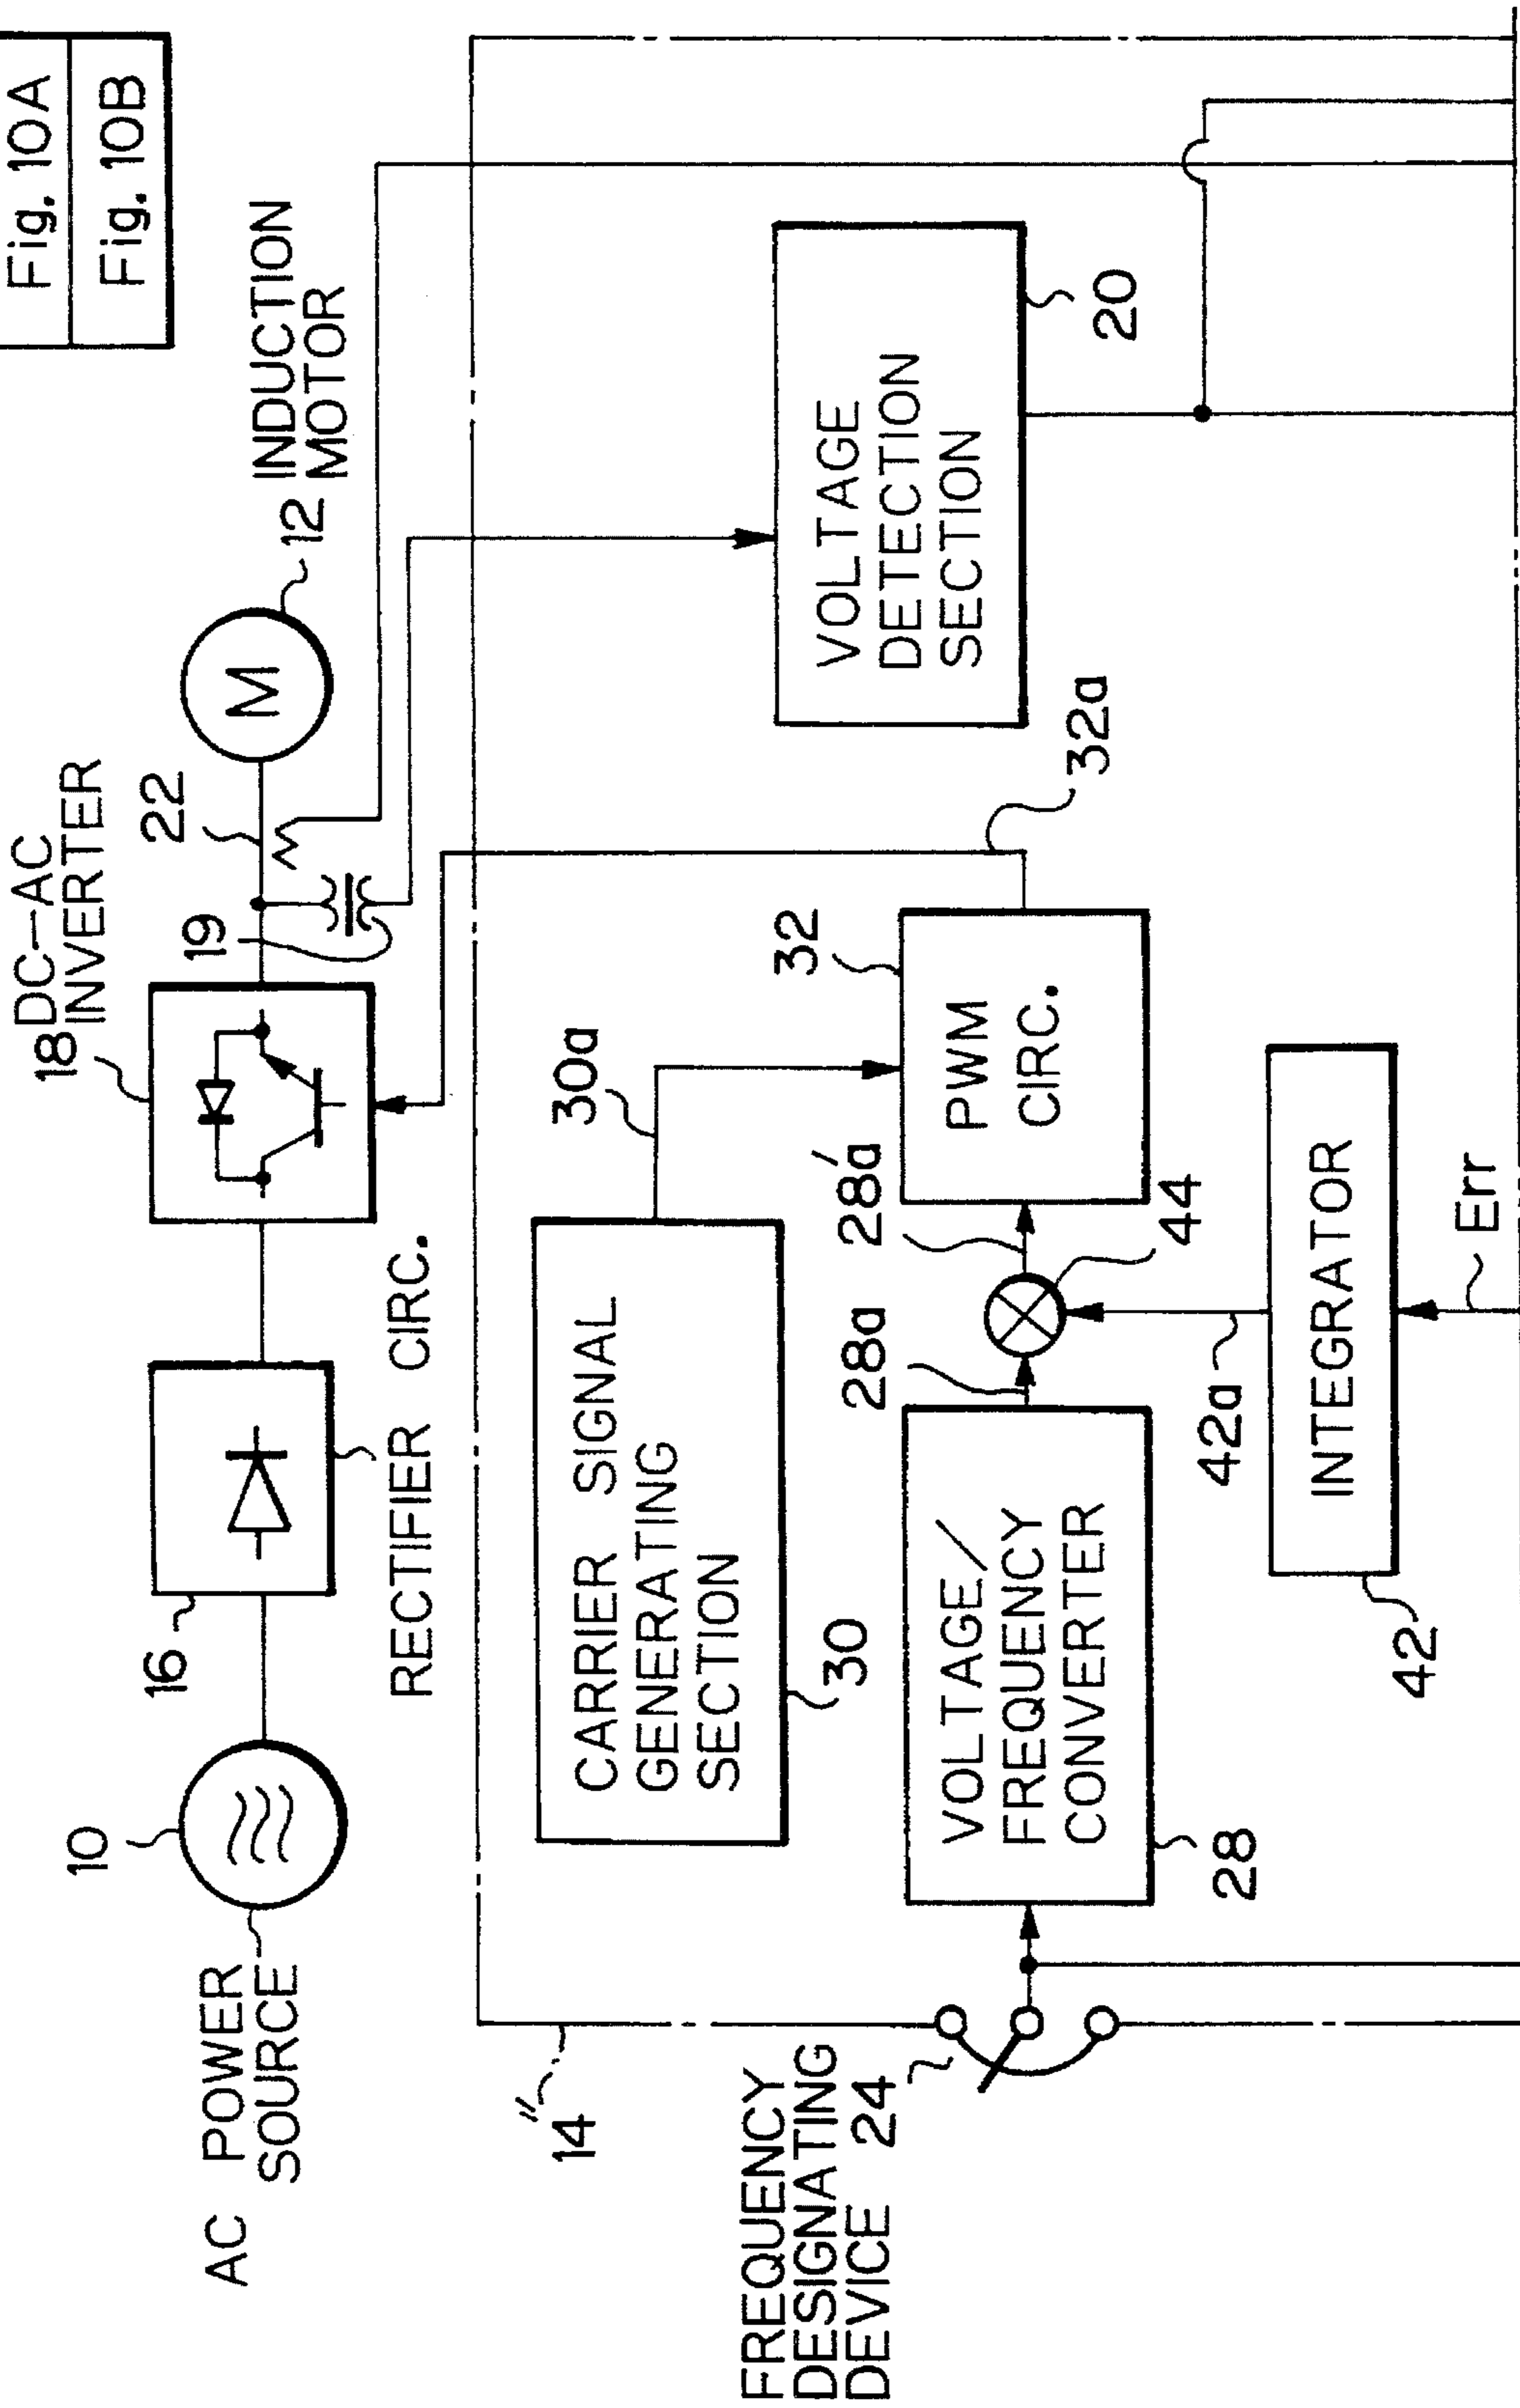 Fig. 10A
Fig. 10B
AC POWER
SOURCE
10
16
RECTIFIER CIRC.
18
DC-AC
INVERTER
19
22
M
12
INDUCTION
MOTOR
14"
CARRIER SIGNAL
GENERATING
SECTION
30
30a
32
PWM
CIRC.
32a
VOLTAGE
DETECTION
SECTION
20
FREQUENCY
DESIGNATING
DEVICE 24
VOLTAGE/
FREQUENCY
CONVERTER
28
28a
28a'
44
42a
INTEGRATOR
42
Err